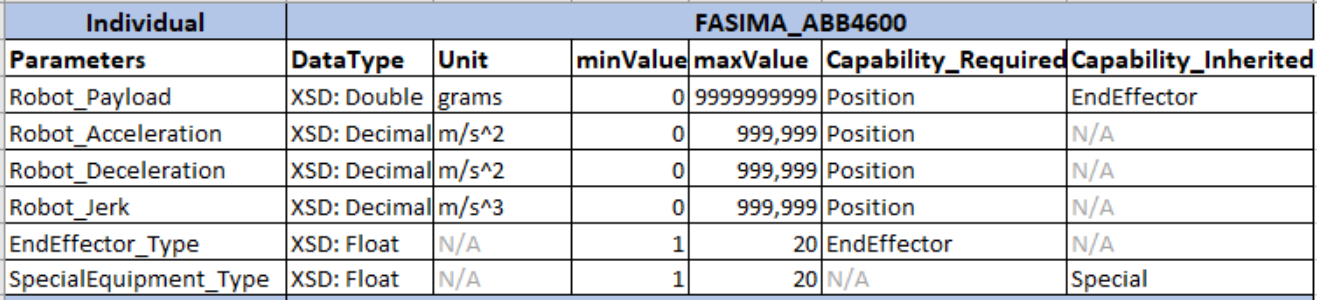 Individual FASIMA_ABB4600
Parameters DataType Unit minValue maxValue Capability_Required Capability_Inherited
Robot_Payload XSD: Double grams 0 9999999999 Position EndEffector
Robot_Acceleration XSD: Decimal m/s^2 0 999,999 Position N/A
Robot_Deceleration XSD: Decimal m/s^2 0 999,999 Position N/A
Robot_Jerk XSD: Decimal m/s^3 0 999,999 Position N/A
EndEffector_Type XSD: Float N/A 1 20 EndEffector N/A
SpecialEquipment_Type XSD: Float N/A 1 20 N/A Special